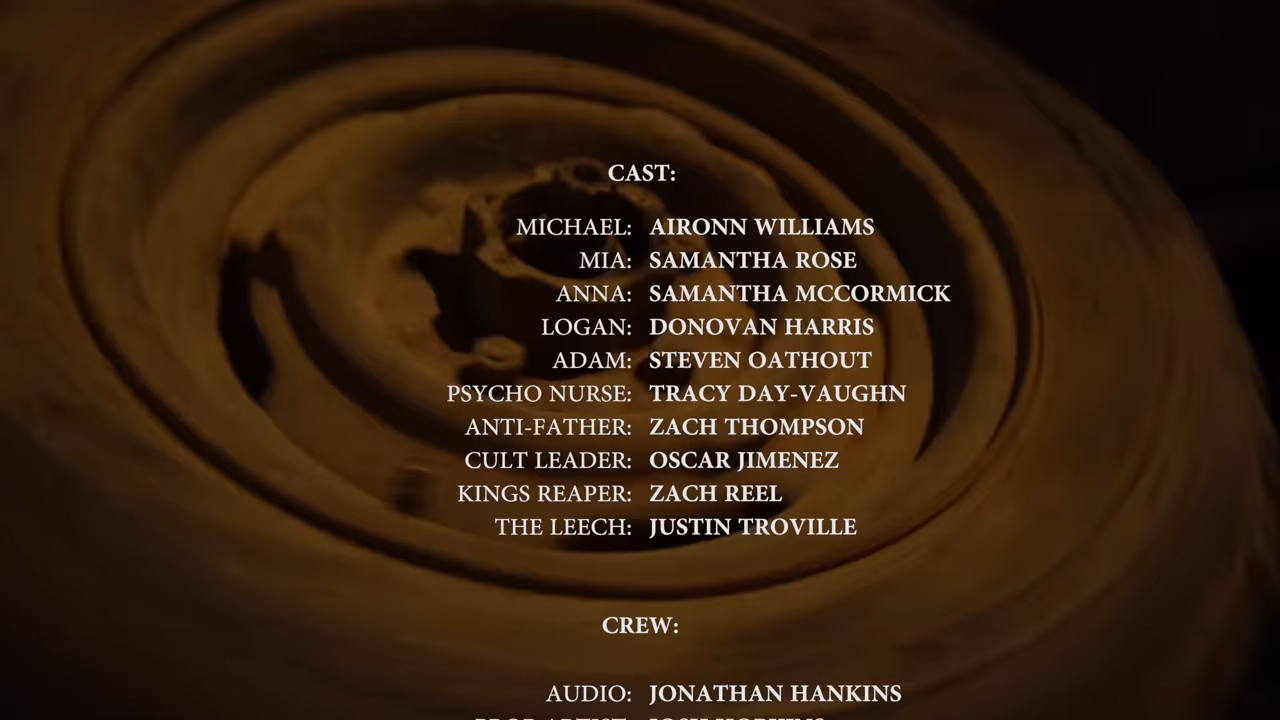 CAST:
MICHAEL: AIRONN WILLIAMS
MIA: SAMANTHA ROSE
ANNA: SAMANTHA MCCORMICK
LOGAN: DONOVAN HARRIS
ADAM: STEVEN OATHOUT
PSYCHO NURSE: TRACY DAY-VAUGHN
ANTI-FATHER: ZACH THOMPSON
CULT LEADER: OSCAR JIMENEZ
KINGS REAPER: ZACH REEL
THE LEECH: JUSTIN TROVILLE
CREW:
AUDIO: JONATHAN HANKINS